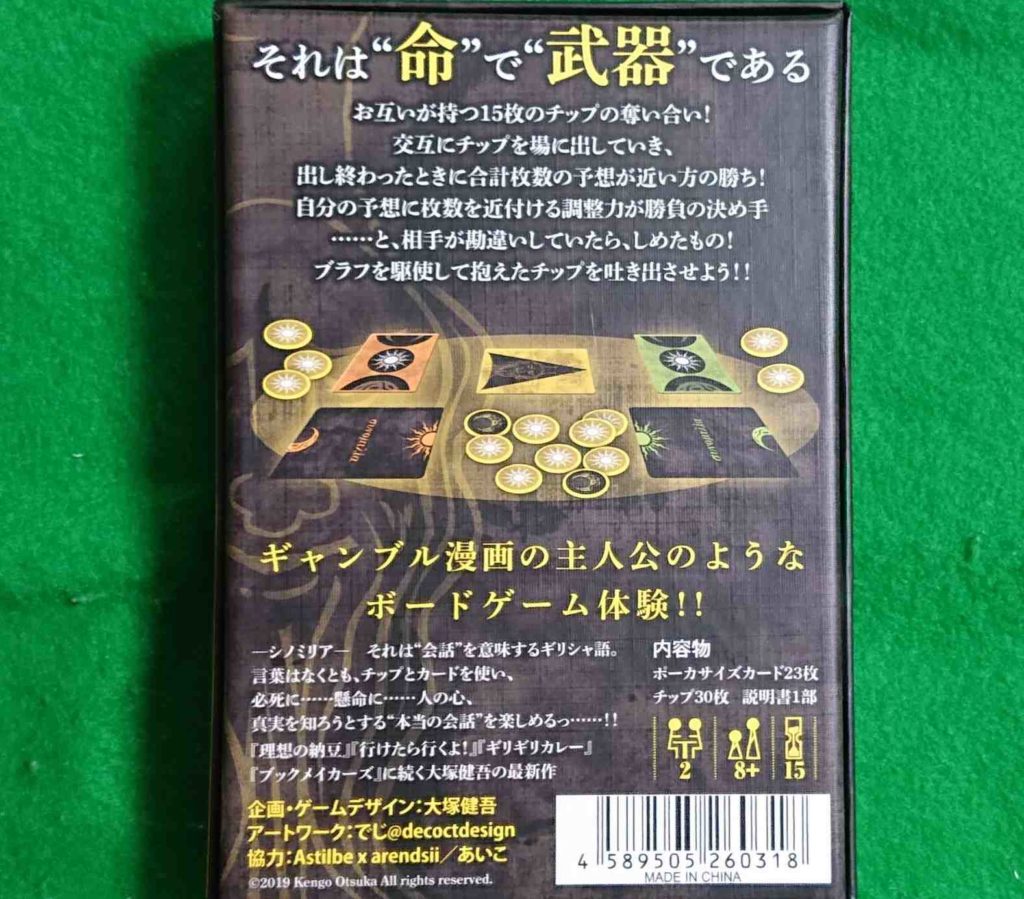 それは“命”で“武器”である
お互いが持つ15枚のチップの奪い合い!
交互にチップを場に出していき、
出し終わったときに合計枚数の予想が近い方の勝ち!
自分の予想に枚数を近付ける調整力が勝負の決め手
……と、相手が勘違いしていたら、しめたもの!
ブラフを駆使して抱えたチップを吐き出させよう!!
ギャンブル漫画の主人公のような
ボードゲーム体験!!
―シノミリア― それは“会話”を意味するギリシャ語。
言葉はなくとも、チップとカードを使い、
必死に……懸命に……人の心、
真実を知ろうとする“本当の会話”を楽しめるっ……!!
『理想の納豆』『行けたら行くよ!』『ギリギリカレー』
『ブックメイカーズ』に続く大塚健吾の最新作
内容物
ポーカサイズカード23枚
チップ30枚 説明書1部
2 8+ 15
企画・ゲームデザイン:大塚健吾
アートワーク:でじ@decoctdesign
協力:Astilbe x arendsii/あいこ
©2019 Kengo Otsuka All rights reserved.
4 589505 260318
MADE IN CHINA